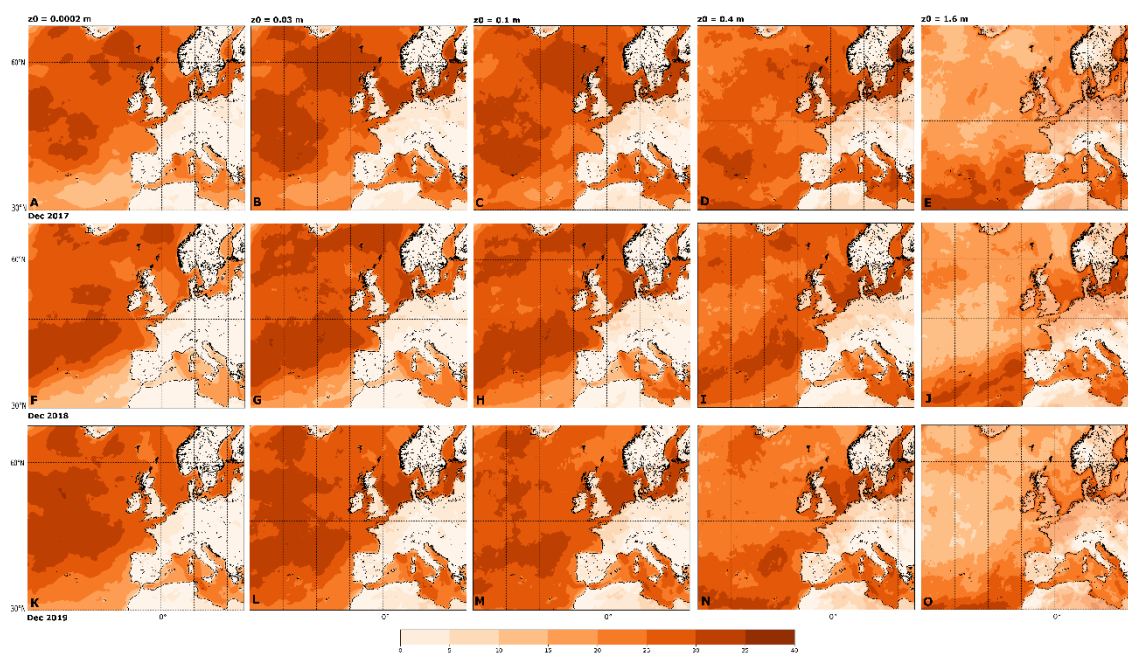 z0 = 0.0002 m z0 = 0.03 m z0 = 0.1 m z0 = 0.4 m z0 = 1.6 m
60°N
A B C D E
30°N
Dec 2017
60°N
F G H I J
Dec 2018
60°N
K L M N O
30°N
Dec 2019 0° 0° 0° 0° 0°
0 5 10 15 20 25 30 35 40